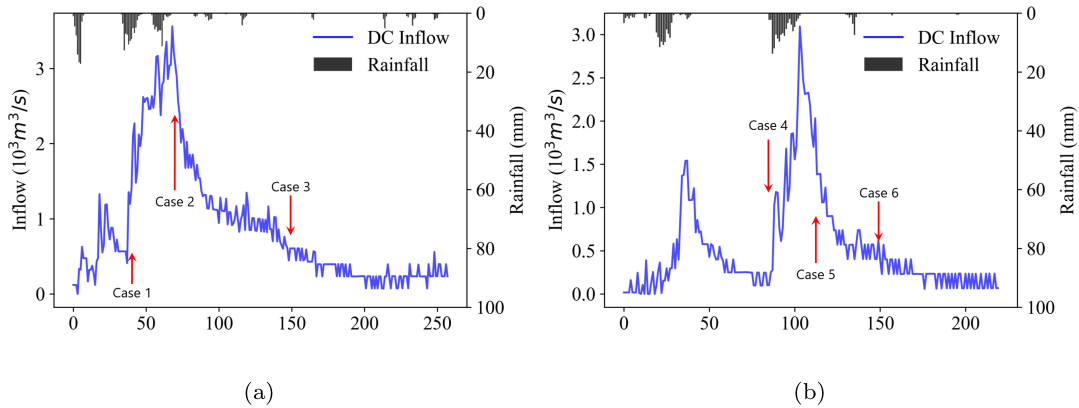 DC Inflow
Rainfall
Inflow (10³m³/s)
Rainfall (mm)
3
2
1
0
0
20
40
60
80
100
Case 1
Case 2
Case 3
0
50
100
150
200
250
(a)
DC Inflow
Rainfall
Inflow (10³m³/s)
Rainfall (mm)
3.0
2.5
2.0
1.5
1.0
0.5
0.0
0
20
40
60
80
100
Case 4
Case 5
Case 6
0
50
100
150
200
(b)